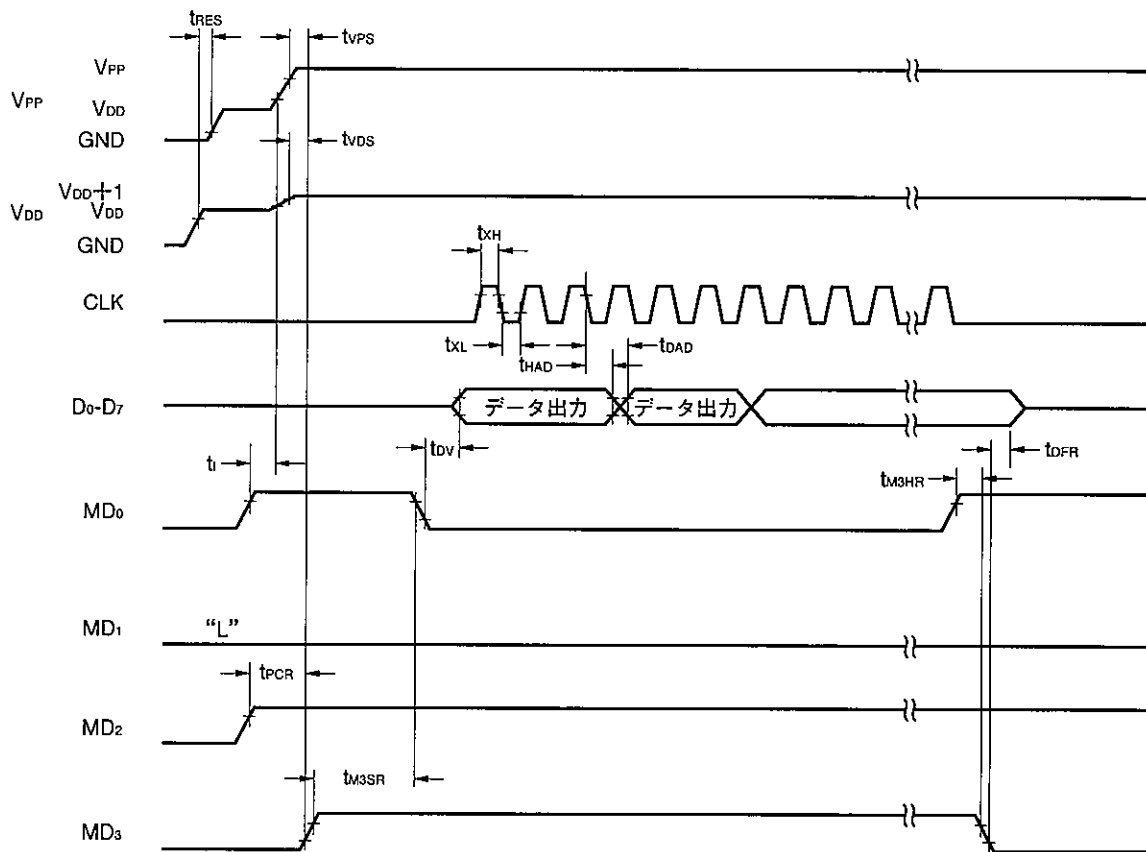 tRES
tVPS
VPP
VPP
VDD
GND
tVDS
VDD+1
VDD
VDD
GND
tXH
CLK
tXL
tHAD
tDAD
D0-D7
データ出力
データ出力
tDV
tDFR
tI
tM3HR
MD0
MD1
“L”
tPCR
MD2
tM3SR
MD3